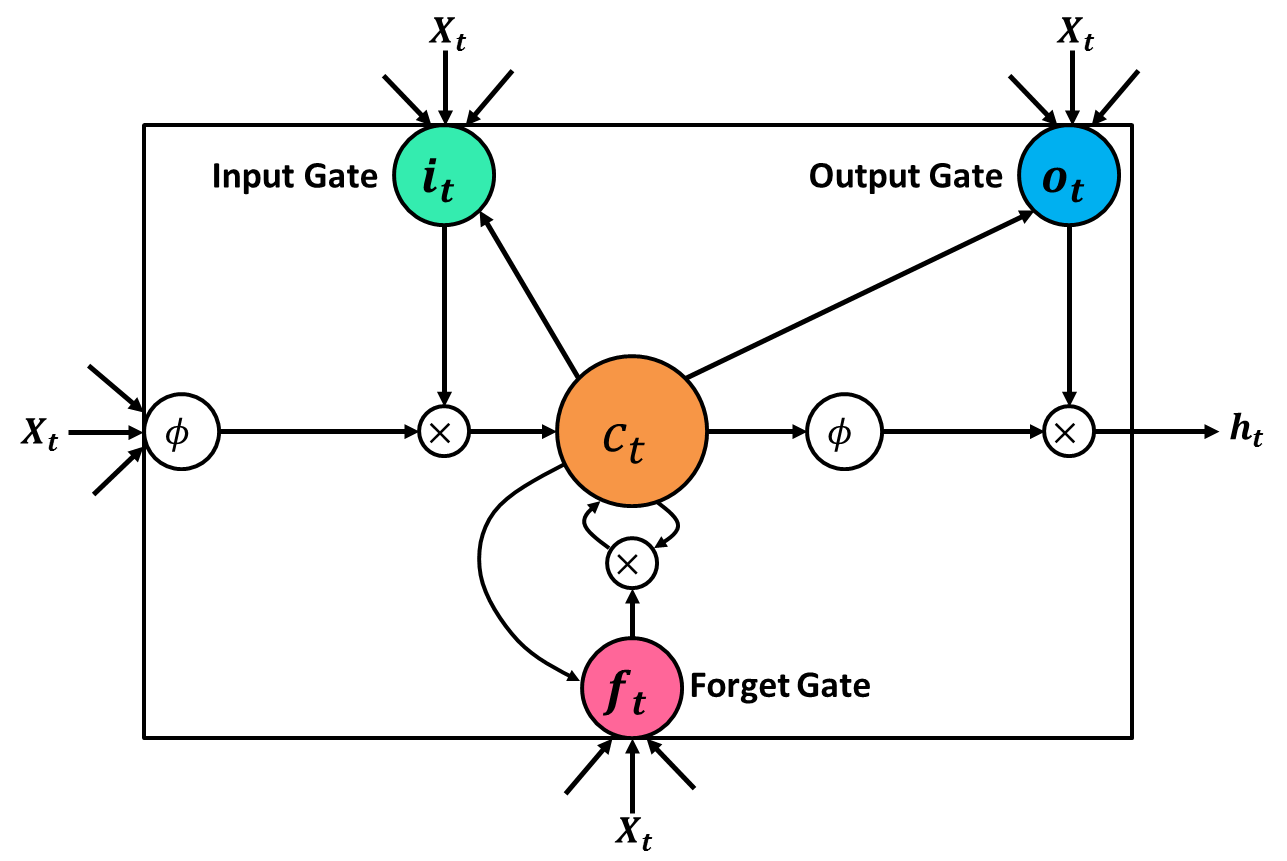 X_t
X_t
Input Gate
i_t
Output Gate
o_t
X_t
ϕ
×
c_t
ϕ
×
h_t
×
f_t
Forget Gate
X_t